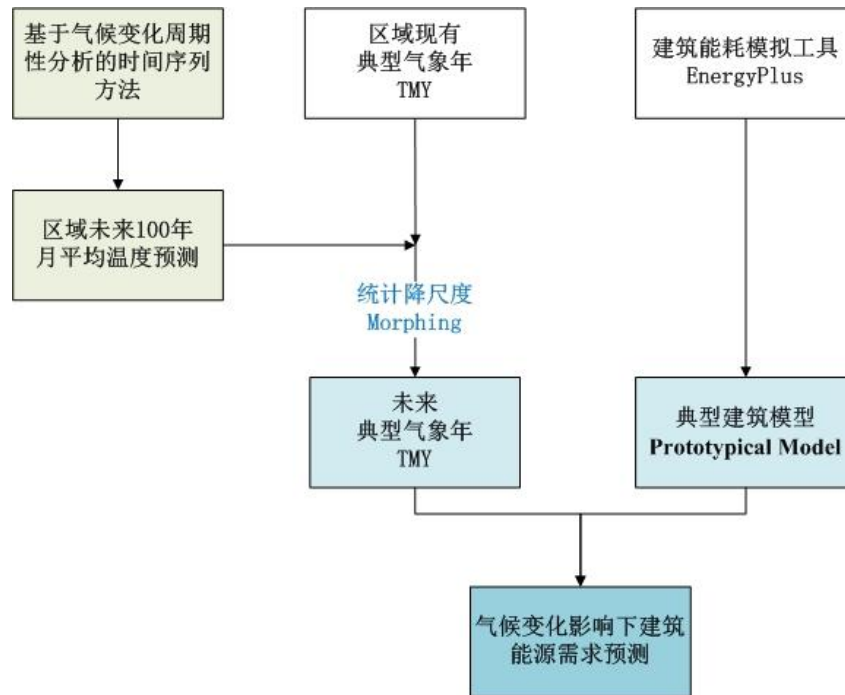 基于气候变化周期
性分析的时间序列
方法
区域现有
典型气象年
TMY
建筑能耗模拟工具
EnergyPlus
区域未来100年
月平均温度预测
统计降尺度
Morphing
未来
典型气象年
TMY
典型建筑模型
Prototypical Model
气候变化影响下建筑
能源需求预测